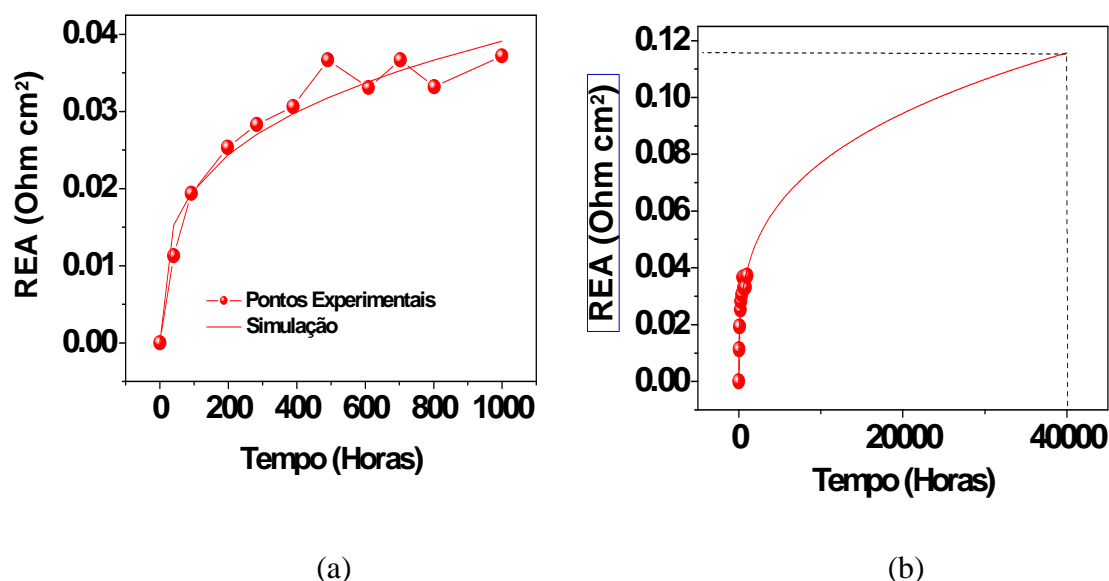 0.04
0.03
0.02
0.01
0.00
REA (Ohm cm²)
Pontos Experimentais
Simulação
0 200 400 600 800 1000
Tempo (Horas)
(a)
0.12
0.10
0.08
0.06
0.04
0.02
0.00
REA (Ohm cm²)
0 20000 40000
Tempo (Horas)
(b)